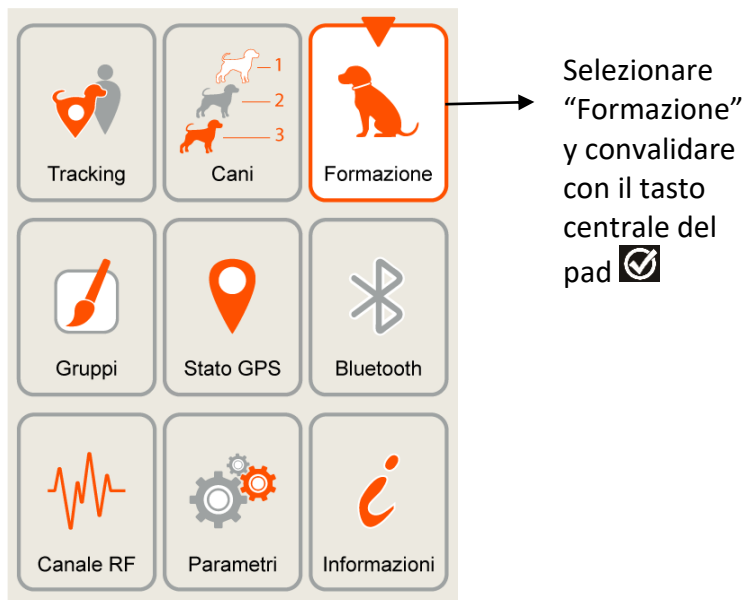 1
2
3
Tracking
Cani
Formazione
Selezionare
“Formazione”
y convalidare
con il tasto
centrale del
pad
Gruppi
Stato GPS
Bluetooth
Canale RF
Parametri
Informazioni